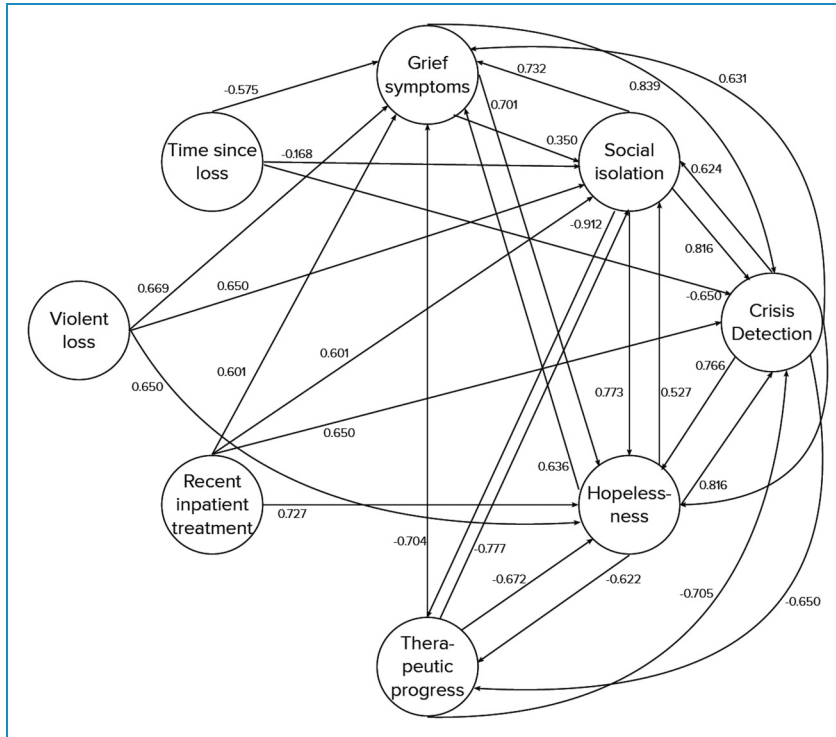 Grief
symptoms
0.631
0.732
0.839
-0.575
0.701
0.350
Time since
loss
-0.168
Social
isolation
0.624
-0.912
0.816
0.669
0.650
-0.650
Violent
loss
Crisis
Detection
0.601
0.601
0.766
0.650
0.773
0.527
0.650
0.636
Recent
inpatient
treatment
0.727
Hopeless-
ness
0.816
-0.704
-0.777
-0.672
-0.622
-0.705
-0.650
Thera-
peutic
progress